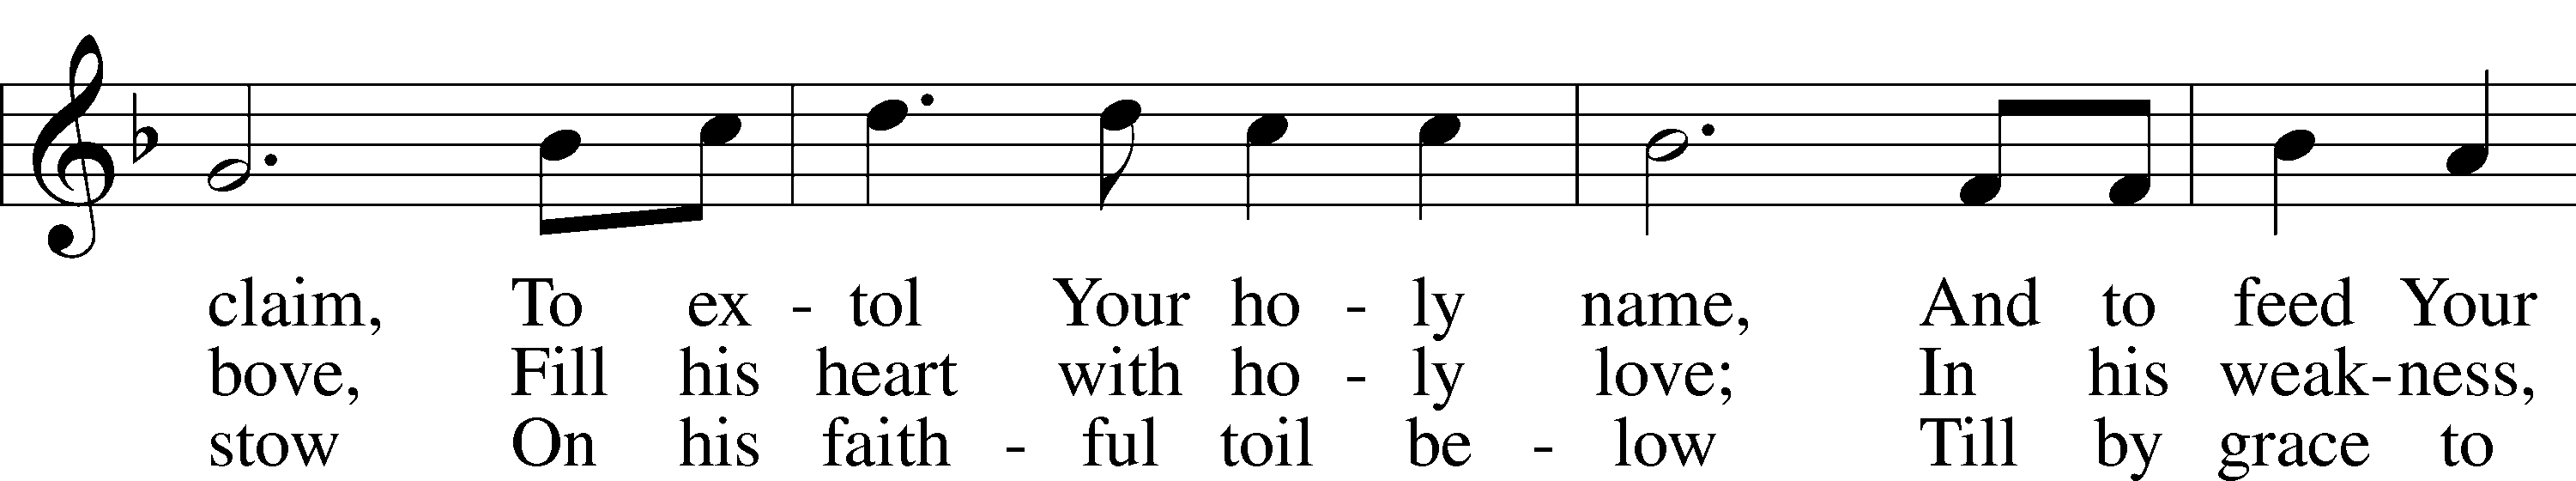 claim, To ex - tol Your ho - ly name, And to feed Your
bove, Fill his heart with ho - ly love; In his weak-ness,
stow On his faith - ful toil be - low Till by grace to